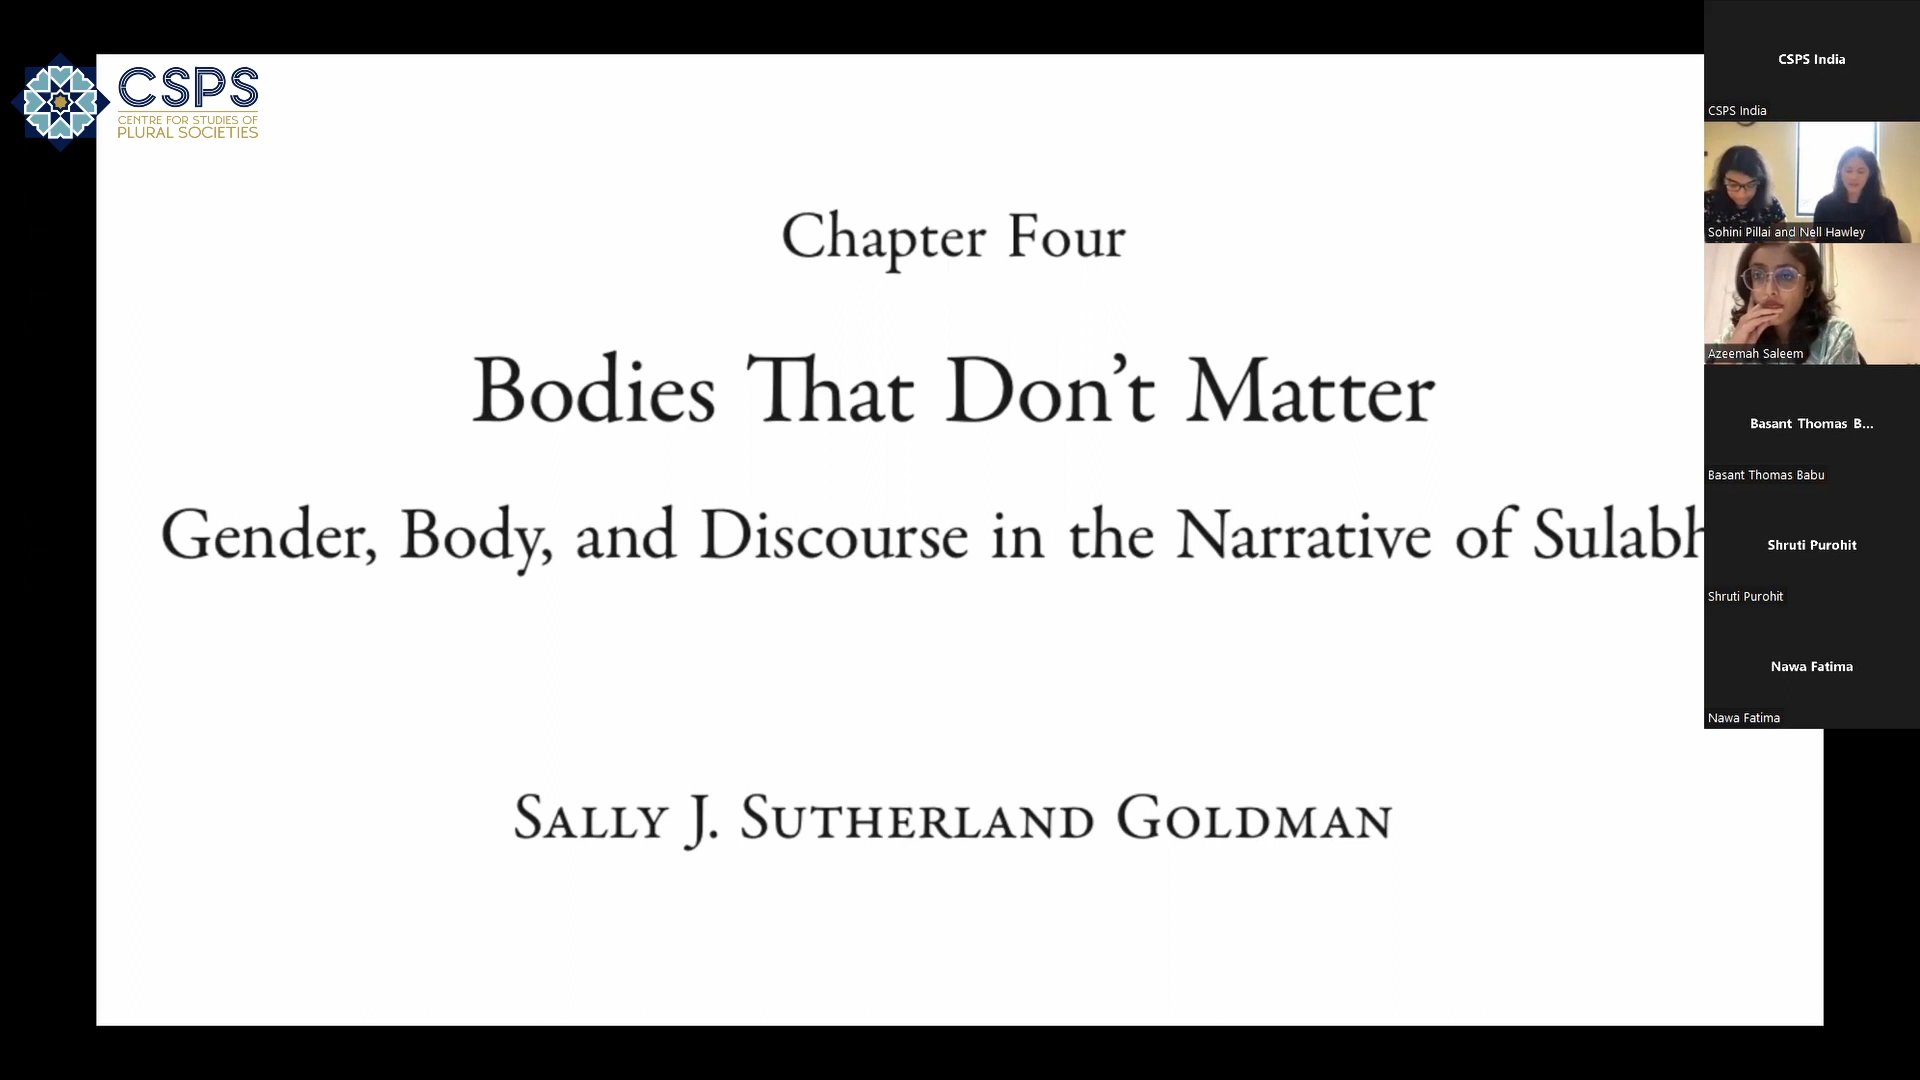 CSPS
CENTRE FOR STUDIES OF
PLURAL SOCIETIES
Chapter Four
Bodies That Don't Matter
Gender, Body, and Discourse in the Narrative of
SALLY J. SUTHERLAND GOLDMAN
CSPS India
CSPS India
Sohini Pillai and Nell Hawley
Azeemah Saleem
Basant Thomas B...
Basant Thomas Babu
Shruti Purohit
Shruti Purohit
Nawa Fatima
Nawa Fatima